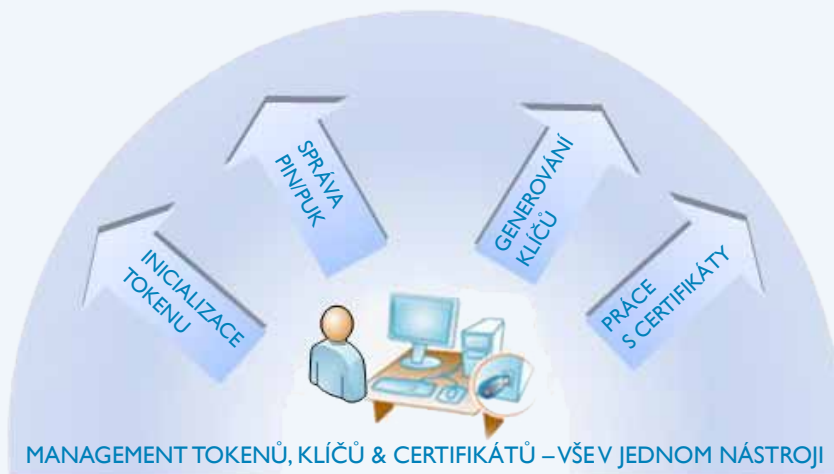 INICIALIZACE
TOKENU
SPRÁVA
PIN/PUK
GENEROVÁNÍ
KLÍČŮ
PRÁCE
S CERTIFIKÁTY
MANAGEMENT TOKENŮ, KLÍČŮ & CERTIFIKÁTŮ – VŠE V JEDNOM NÁSTROJI